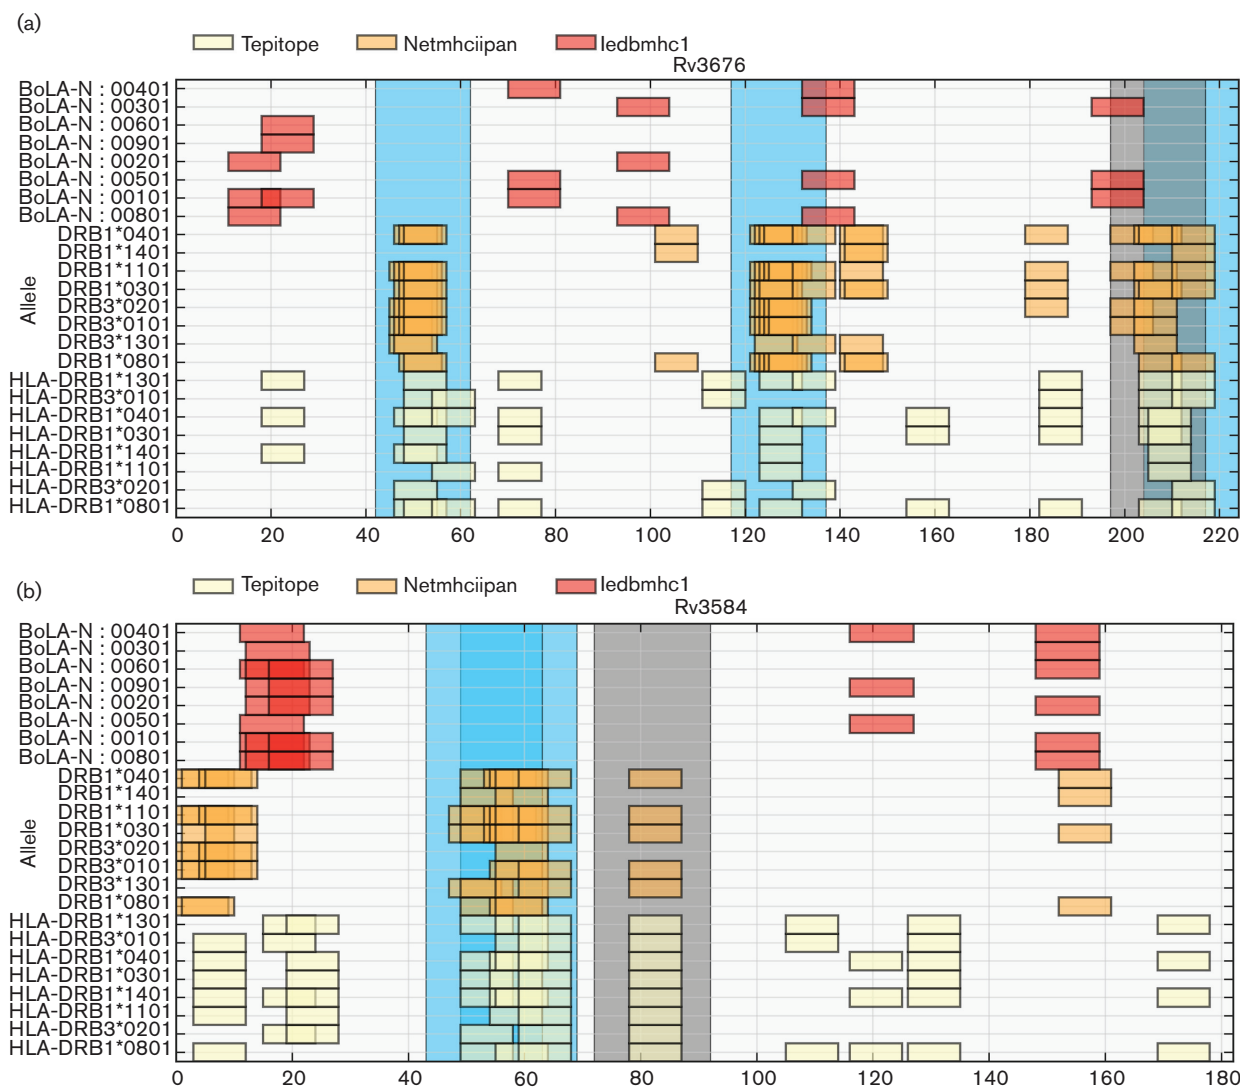 (a)
Tepitope Netmhciipan Iedbmhc1
Rv3676
BoLA-N : 00401
BoLA-N : 00301
BoLA-N : 00601
BoLA-N : 00901
BoLA-N : 00201
BoLA-N : 00501
BoLA-N : 00101
BoLA-N : 00801
DRB1*0401
DRB1*1401
DRB1*1101
DRB1*0301
DRB3*0201
DRB3*0101
DRB3*1301
DRB1*0801
HLA-DRB1*1301
HLA-DRB3*0101
HLA-DRB1*0401
HLA-DRB1*0301
HLA-DRB1*1401
HLA-DRB1*1101
HLA-DRB3*0201
HLA-DRB1*0801
Allele
0 20 40 60 80 100 120 140 160 180 200 220
(b)
Tepitope Netmhciipan Iedbmhc1
Rv3584
BoLA-N : 00401
BoLA-N : 00301
BoLA-N : 00601
BoLA-N : 00901
BoLA-N : 00201
BoLA-N : 00501
BoLA-N : 00101
BoLA-N : 00801
DRB1*0401
DRB1*1401
DRB1*1101
DRB1*0301
DRB3*0201
DRB3*0101
DRB3*1301
DRB1*0801
HLA-DRB1*1301
HLA-DRB3*0101
HLA-DRB1*0401
HLA-DRB1*0301
HLA-DRB1*1401
HLA-DRB1*1101
HLA-DRB3*0201
HLA-DRB1*0801
Allele
0 20 40 60 80 100 120 140 160 180